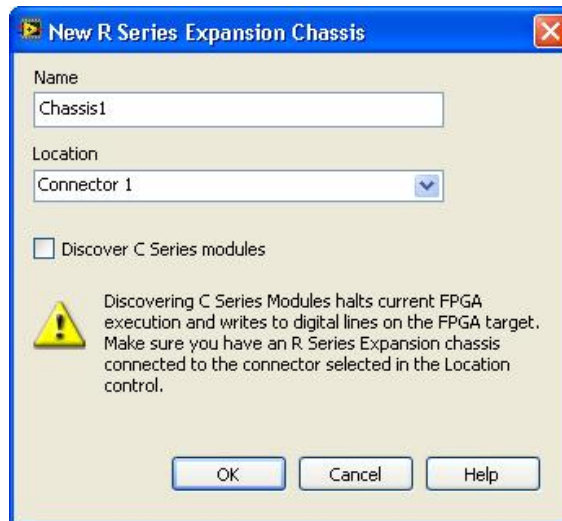 New R Series Expansion Chassis
Name
Chassis1
Location
Connector 1
Discover C Series modules
Discovering C Series Modules halts current FPGA
execution and writes to digital lines on the FPGA target.
Make sure you have an R Series Expansion chassis
connected to the connector selected in the Location
control.
OK Cancel Help